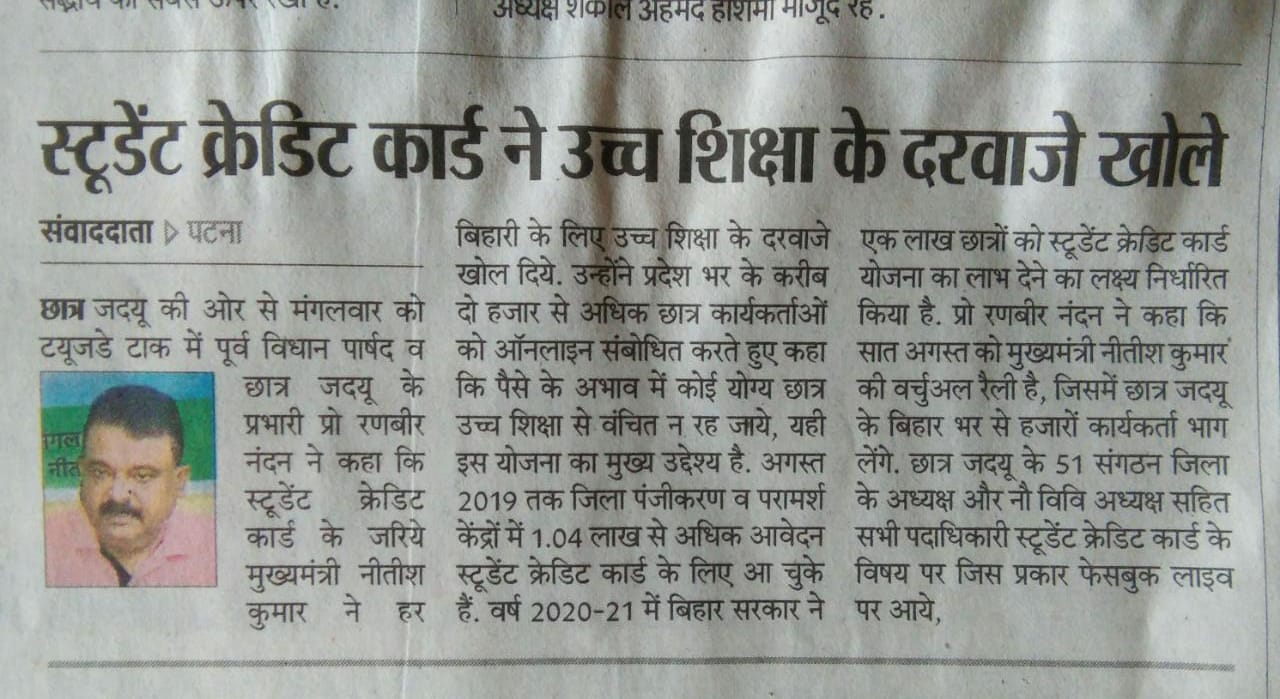 अध्यक्ष शकील अहमद हाशमी मौजूद रहे.
स्टूडेंट क्रेडिट कार्ड ने उच्च शिक्षा के दरवाजे खोले
संवाददाता ▷ पटना
छात्र जदयू की ओर से मंगलवार को
टयूजडे टाक में पूर्व विधान पार्षद व
छात्र जदयू के
प्रभारी प्रो रणबीर
नंदन ने कहा कि
स्टूडेंट क्रेडिट
कार्ड के जरिये
मुख्यमंत्री नीतीश
कुमार ने हर
बिहारी के लिए उच्च शिक्षा के दरवाजे
खोल दिये. उन्होंने प्रदेश भर के करीब
दो हजार से अधिक छात्र कार्यकर्ताओं
को ऑनलाइन संबोधित करते हुए कहा
कि पैसे के अभाव में कोई योग्य छात्र
उच्च शिक्षा से वंचित न रह जाये, यही
इस योजना का मुख्य उद्देश्य है. अगस्त
2019 तक जिला पंजीकरण व परामर्श
केंद्रों में 1.04 लाख से अधिक आवेदन
स्टूडेंट क्रेडिट कार्ड के लिए आ चुके
हैं. वर्ष 2020-21 में बिहार सरकार ने
एक लाख छात्रों को स्टूडेंट क्रेडिट कार्ड
योजना का लाभ देने का लक्ष्य निर्धारित
किया है. प्रो रणबीर नंदन ने कहा कि
सात अगस्त को मुख्यमंत्री नीतीश कुमार
की वर्चुअल रैली है, जिसमें छात्र जदयू
के बिहार भर से हजारों कार्यकर्ता भाग
लेंगे. छात्र जदयू के 51 संगठन जिला
के अध्यक्ष और नौ विवि अध्यक्ष सहित
सभी पदाधिकारी स्टूडेंट क्रेडिट कार्ड के
विषय पर जिस प्रकार फेसबुक लाइव
पर आये,